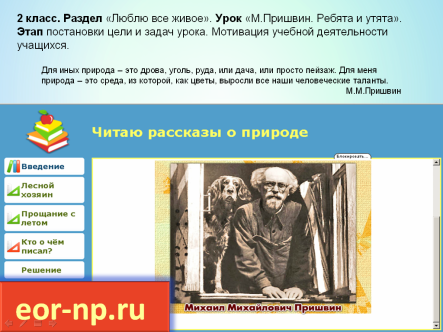 2 класс. Раздел «Люблю все живое». Урок «М.Пришвин. Ребята и утята».
Этап постановки цели и задач урока. Мотивация учебной деятельности
учащихся.
Для иных природа – это дрова, уголь, руда, или дача, или просто пейзаж. Для меня
природа – это среда, из которой, как цветы, выросли все наши человеческие таланты.
М.М.Пришвин
Читаю рассказы о природе
Блокировать...
Введение
Лесной
хозяин
Прощание с
летом
Кто о чём
писал?
Решение
Михаил Михайлович Пришвин
eor-np.ru